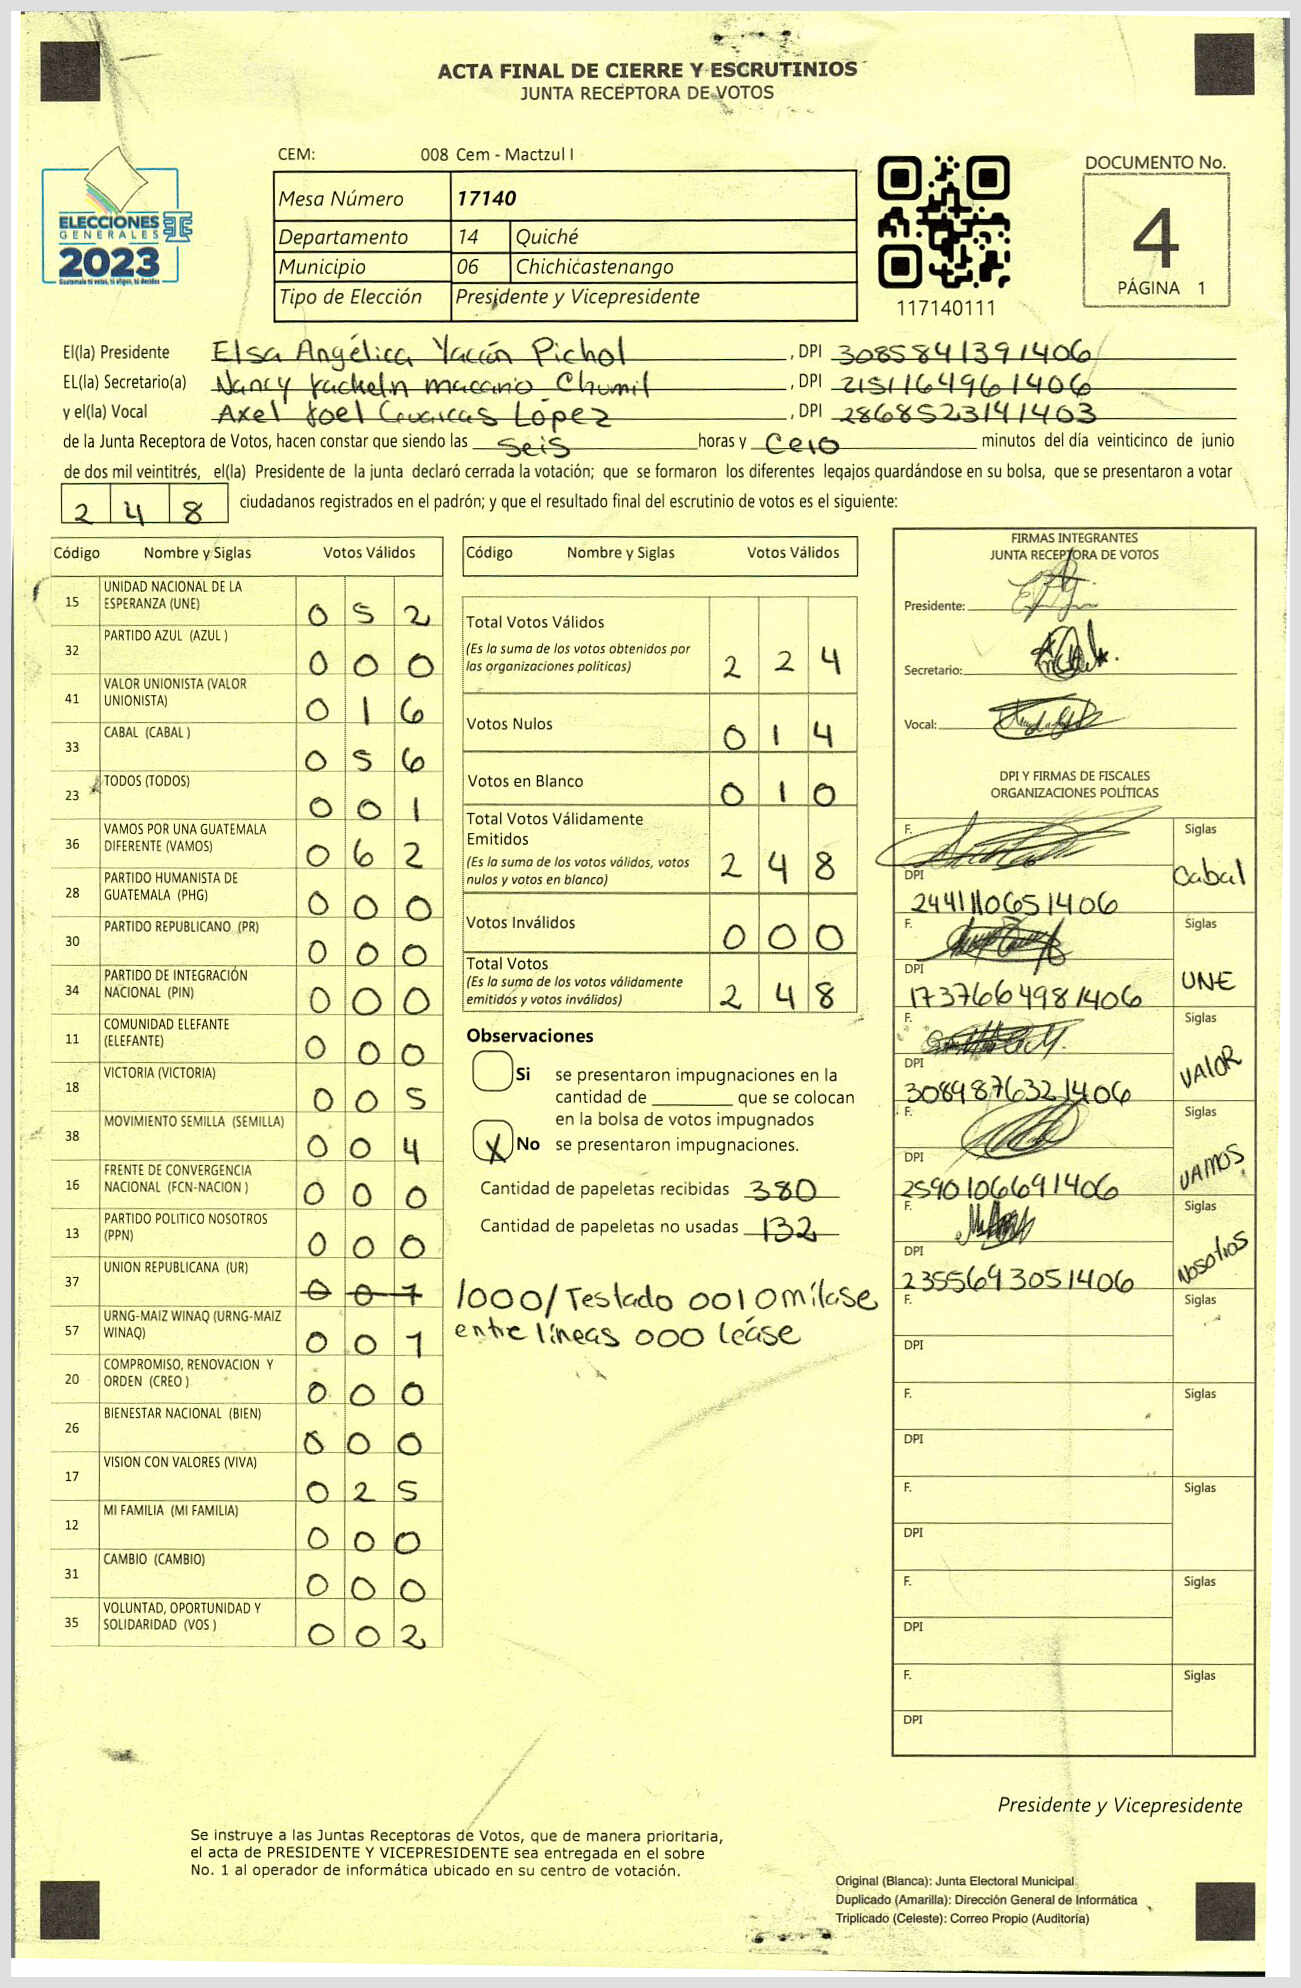 ACTA FINAL DE CIERRE Y ESCRUTINIOS
JUNTA RECEPTORA DE VOTOS
CEM: 008 Cem - Mactzul I
ELECCIONES
GENERALES
2023
Guatemala tú votas, tú eliges, tú decides
Mesa Número 17140
Departamento 14 Quiché
Municipio 06 Chichicastenango
Tipo de Elección Presidente y Vicepresidente
117140111
DOCUMENTO No.
4
PÁGINA 1
El(la) Presidente Elsa Angélica Pichol, DPI 3085841391406
EL(la) Secretario(a) Nancy Chumil, DPI 2151164961406
y el(la) Vocal Axel Joel López, DPI 2868523141403
de la Junta Receptora de Votos, hacen constar que siendo las seis horas y cero minutos del día veinticinco de junio
de dos mil veintitrés, el(la) Presidente de la junta declaró cerrada la votación; que se formaron los diferentes legajos guardándose en su bolsa, que se presentaron a votar
2 4 8 ciudadanos registrados en el padrón; y que el resultado final del escrutinio de votos es el siguiente:
Código Nombre y Siglas Votos Válidos
15 UNIDAD NACIONAL DE LA ESPERANZA (UNE) 0 5 2
32 PARTIDO AZUL (AZUL ) 0 0 0
41 VALOR UNIONISTA (VALOR UNIONISTA) 0 1 6
33 CABAL (CABAL ) 0 5 6
23 TODOS (TODOS) 0 0 1
36 VAMOS POR UNA GUATEMALA DIFERENTE (VAMOS) 0 6 2
28 PARTIDO HUMANISTA DE GUATEMALA (PHG) 0 0 0
30 PARTIDO REPUBLICANO (PR) 0 0 0
34 PARTIDO DE INTEGRACIÓN NACIONAL (PIN) 0 0 0
11 COMUNIDAD ELEFANTE (ELEFANTE) 0 0 0
18 VICTORIA (VICTORIA) 0 0 5
38 MOVIMIENTO SEMILLA (SEMILLA) 0 0 4
16 FRENTE DE CONVERGENCIA NACIONAL (FCN-NACION ) 0 0 0
13 PARTIDO POLITICO NOSOTROS (PPN) 0 0 0
37 UNION REPUBLICANA (UR) 0 0 1
57 URNG-MAIZ WINAQ (URNG-MAIZ WINAQ) 0 0 1
20 COMPROMISO, RENOVACION Y ORDEN (CREO ) 0 0 0
26 BIENESTAR NACIONAL (BIEN) 0 0 0
17 VISION CON VALORES (VIVA) 0 2 5
12 MI FAMILIA (MI FAMILIA) 0 0 0
31 CAMBIO (CAMBIO) 0 0 0
35 VOLUNTAD, OPORTUNIDAD Y SOLIDARIDAD (VOS ) 0 0 2
Código Nombre y Siglas Votos Válidos
Total Votos Válidos 2 2 4
(Es la suma de los votos obtenidos por
las organizaciones políticas)
Votos Nulos 0 1 4
Votos en Blanco 0 1 0
Total Votos Válidamente
Emitidos 2 4 8
(Es la suma de los votos válidos, votos
nulos y votos en blanco)
Votos Inválidos 0 0 0
Total Votos 2 4 8
(Es la suma de los votos válidamente
emitidos y votos inválidos)
Observaciones
Si se presentaron impugnaciones en la
cantidad de ________ que se colocan
en la bolsa de votos impugnados
X No se presentaron impugnaciones.
Cantidad de papeletas recibidas 380
Cantidad de papeletas no usadas 132
/000/ Testado 001 Omítase
entre líneas 000 léase
FIRMAS INTEGRANTES
JUNTA RECEPTORA DE VOTOS
Presidente:
Secretario:
Vocal:
DPI Y FIRMAS DE FISCALES
ORGANIZACIONES POLÍTICAS
F. Siglas
Cabal
DPI
2441110651406
F. Siglas
UNE
DPI
1737664981406
F. Siglas
VALOR
DPI
3089876321406
F. Siglas
VAMOS
DPI
2590106691406
F. Siglas
Nosotros
DPI
2355693051406
F. Siglas
DPI
F. Siglas
DPI
F. Siglas
DPI
F. Siglas
DPI
F. Siglas
DPI
Presidente y Vicepresidente
Se instruye a las Juntas Receptoras de Votos, que de manera prioritaria,
el acta de PRESIDENTE Y VICEPRESIDENTE sea entregada en el sobre
No. 1 al operador de informática ubicado en su centro de votación.
Original (Blanca): Junta Electoral Municipal
Duplicado (Amarilla): Dirección General de Informática
Triplicado (Celeste): Correo Propio (Auditoría)